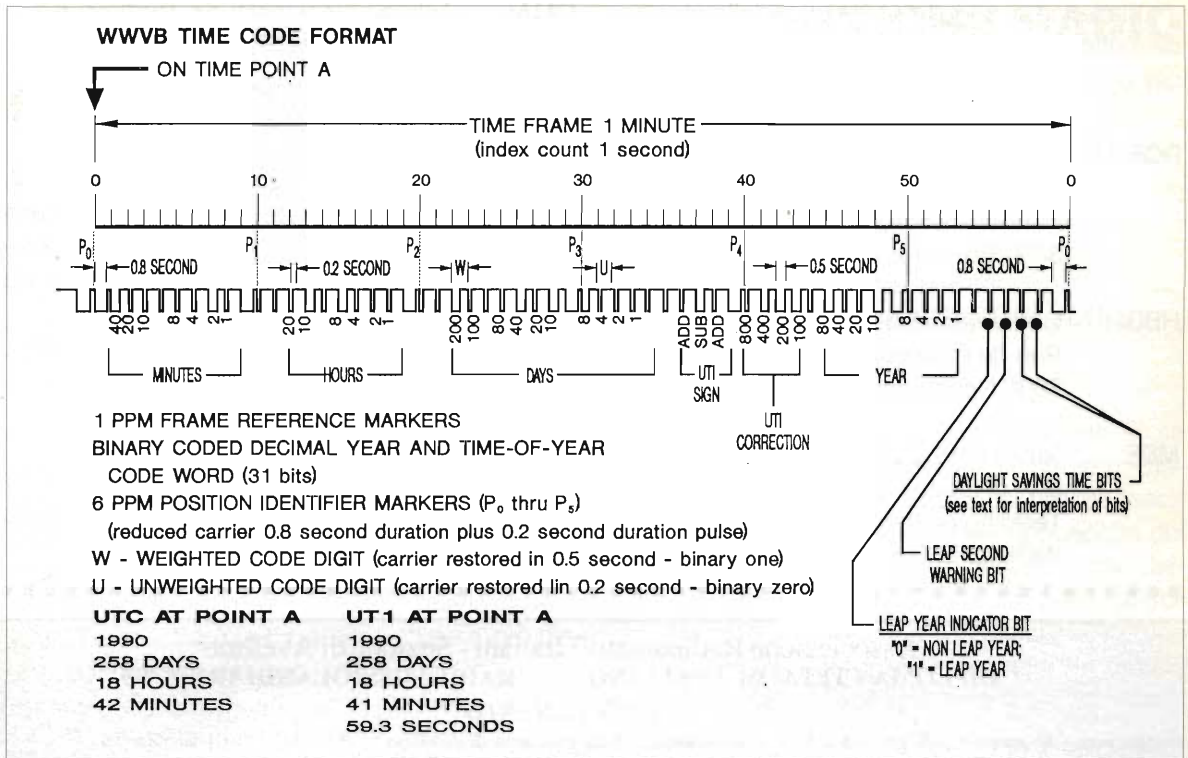 WWVB TIME CODE FORMAT
ON TIME POINT A
TIME FRAME 1 MINUTE
(index count 1 second)
0 10 20 30 40 50 0
P₀ P₁ P₂ P₃ P₄ P₅ P₀
0.8 SECOND 0.2 SECOND W U 0.5 SECOND 0.8 SECOND
40 20 10 8 4 2 1 20 10 8 4 2 1 200 100 80 40 20 10 8 4 2 1 ADD SUB ADD 800 400 200 100 80 40 20 10 8 4 2 1
MINUTES HOURS DAYS UTI SIGN UTI CORRECTION YEAR
1 PPM FRAME REFERENCE MARKERS
BINARY CODED DECIMAL YEAR AND TIME-OF-YEAR
CODE WORD (31 bits)
6 PPM POSITION IDENTIFIER MARKERS (P₀ thru P₅)
(reduced carrier 0.8 second duration plus 0.2 second duration pulse)
W - WEIGHTED CODE DIGIT (carrier restored in 0.5 second - binary one)
U - UNWEIGHTED CODE DIGIT (carrier restored lin 0.2 second - binary zero)
UTC AT POINT A
1990
258 DAYS
18 HOURS
42 MINUTES
UT1 AT POINT A
1990
258 DAYS
18 HOURS
41 MINUTES
59.3 SECONDS
DAYLIGHT SAVINGS TIME BITS
(see text for interpretation of bits)
LEAP SECOND
WARNING BIT
LEAP YEAR INDICATOR BIT
"0" = NON LEAP YEAR;
"1" = LEAP YEAR